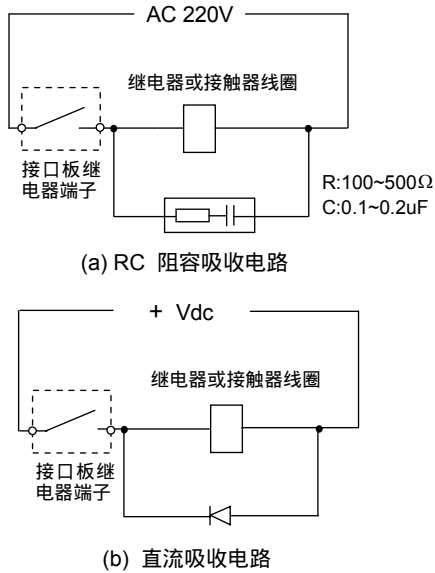 AC 220V
继电器或接触器线圈
接口板继
电器端子
R:100~500Ω
C:0.1~0.2uF
(a) RC 阻容吸收电路
+ Vdc
继电器或接触器线圈
接口板继
电器端子
(b) 直流吸收电路